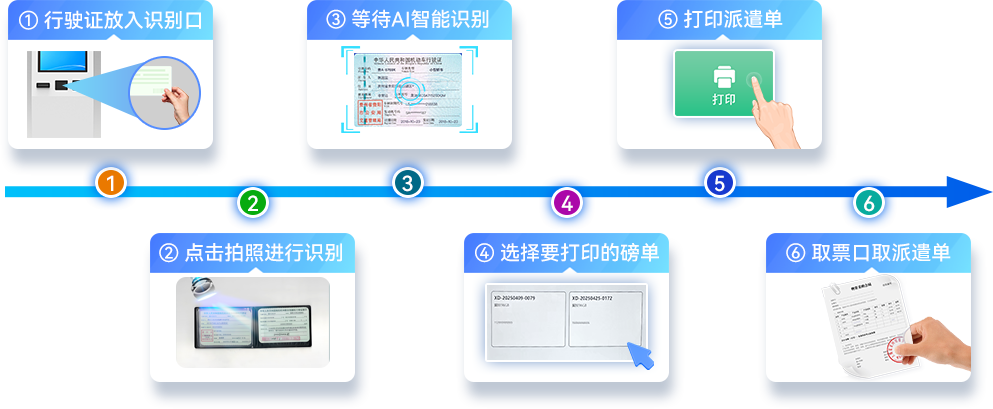 ① 行驶证放入识别口
③ 等待AI智能识别
中华人民共和国机动车行驶证
⑤ 打印派遣单
打印
1
2
3
4
5
6
② 点击拍照进行识别
④ 选择要打印的磅单
XD-20250409-0079
XD-20250425-0172
⑥ 取票口取派遣单